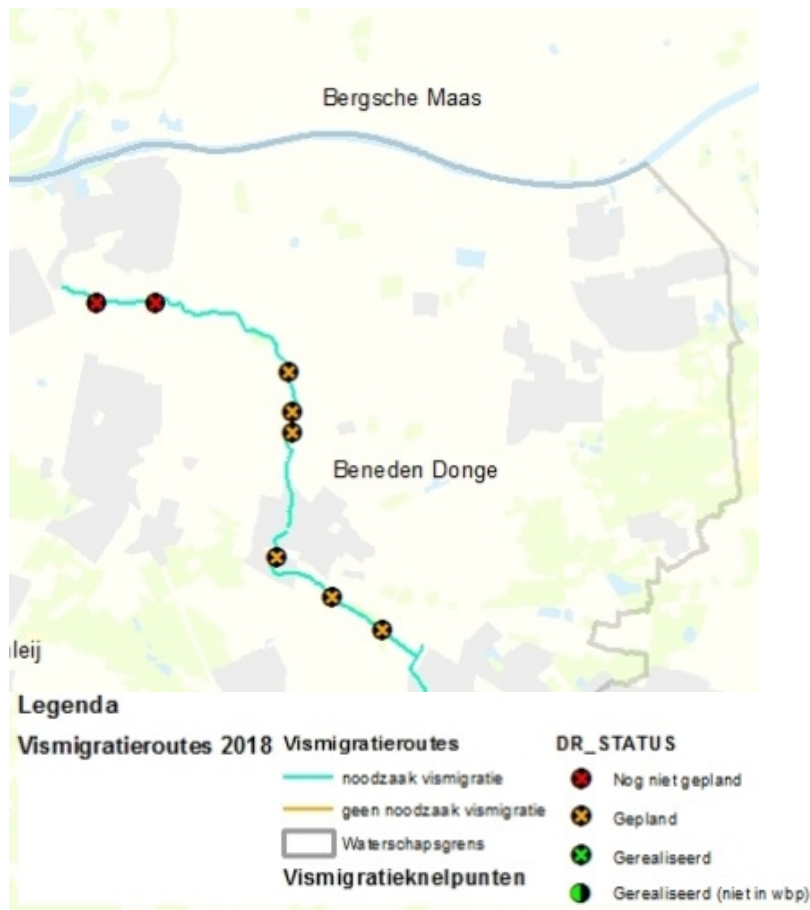 Bergsche Maas
Beneden Donge
leij
Legenda
Vismigratieroutes 2018
Vismigratieroutes
noodzaak vismigratie
geen noodzaak vismigratie
Waterschapsgrens
Vismigratieknelpunten
DR_STATUS
Nog niet gepland
Gepland
Gerealiseerd
Gerealiseerd (niet in wbp)